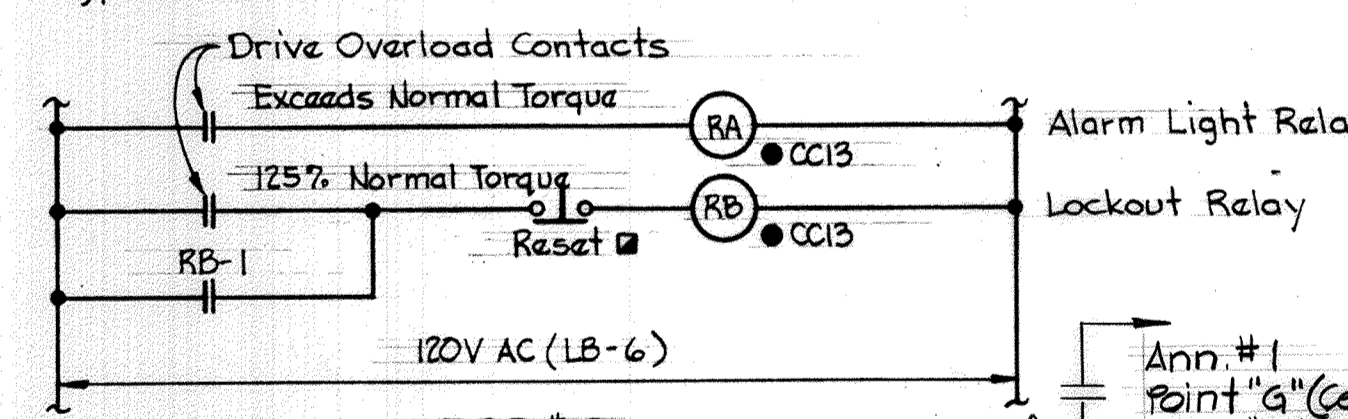 Drive Overload Contacts
Exceeds Normal Torque
RA
CC13
Alarm Light
125% Normal Torque
RB
CC13
Lockout Relay
Reset
RB-1
120V AC (LB-6)
Ann. #1
Point "G"